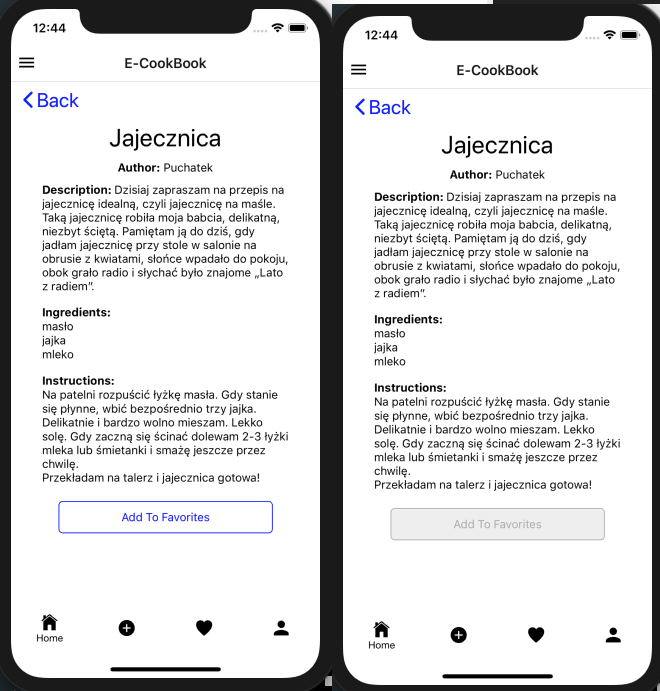 12:44
E-CookBook
Back
Jajecznica
Author: Puchatek
Description: Dzisiaj zapraszam na przepis na
jajecznicę idealną, czyli jajecznicę na maśle.
Taką jajecznicę robiła moja babcia, delikatną,
niezbyt ściętą. Pamiętam ją do dziś, gdy
jadłam jajecznicę przy stole w salonie na
obrusie z kwiatami, słońce wpadało do pokoju,
obok grało radio i słychać było znajome „Lato
z radiem”.
Ingredients:
masło
jajka
mleko
Instructions:
Na patelni rozpuścić łyżkę masła. Gdy stanie
się płynne, wbić bezpośrednio trzy jajka.
Delikatnie i bardzo wolno mieszam. Lekko
solę. Gdy zaczną się ścinać dolewam 2-3 łyżki
mleka lub śmietanki i smażę jeszcze przez
chwilę.
Przekładam na talerz i jajecznica gotowa!
Add To Favorites
Home
12:44
E-CookBook
Back
Jajecznica
Author: Puchatek
Description: Dzisiaj zapraszam na przepis na
jajecznicę idealną, czyli jajecznicę na maśle.
Taką jajecznicę robiła moja babcia, delikatną,
niezbyt ściętą. Pamiętam ją do dziś, gdy
jadłam jajecznicę przy stole w salonie na
obrusie z kwiatami, słońce wpadało do pokoju,
obok grało radio i słychać było znajome „Lato
z radiem”.
Ingredients:
masło
jajka
mleko
Instructions:
Na patelni rozpuścić łyżkę masła. Gdy stanie
się płynne, wbić bezpośrednio trzy jajka.
Delikatnie i bardzo wolno mieszam. Lekko
solę. Gdy zaczną się ścinać dolewam 2-3 łyżki
mleka lub śmietanki i smażę jeszcze przez
chwilę.
Przekładam na talerz i jajecznica gotowa!
Add To Favorites
Home